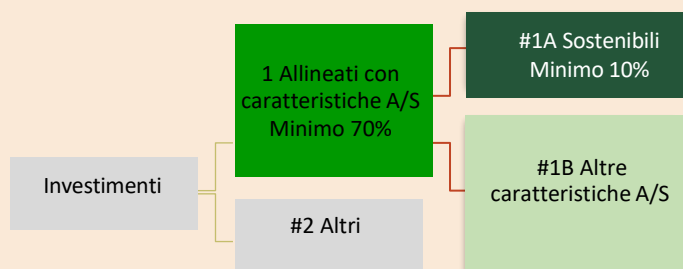 Investimenti
1 Allineati con
caratteristiche A/S
Minimo 70%
#2 Altri
#1A Sostenibili
Minimo 10%
#1B Altre
caratteristiche A/S